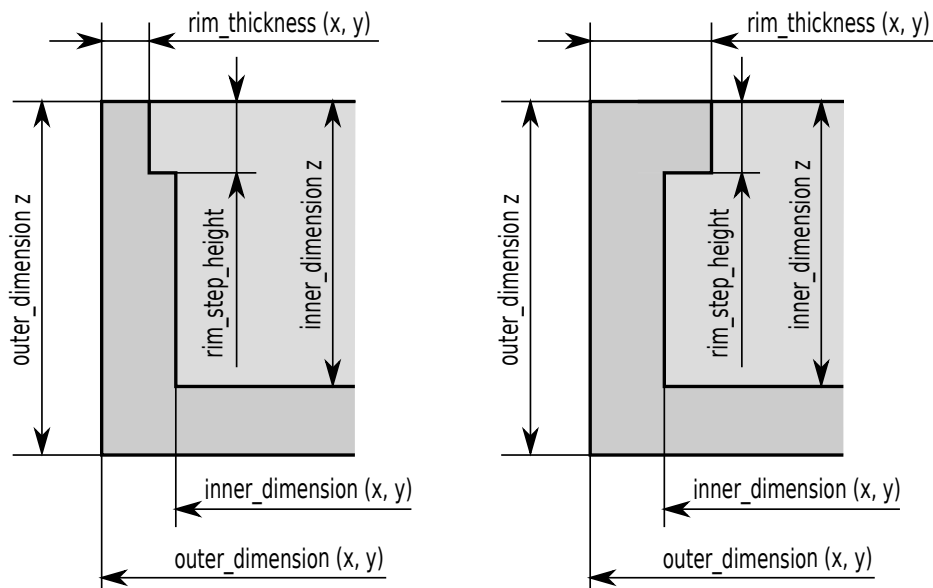 rim_thickness (x, y)
outer_dimension z
rim_step_height
inner_dimension z
inner_dimension (x, y)
outer_dimension (x, y)
rim_thickness (x, y)
outer_dimension z
rim_step_height
inner_dimension z
inner_dimension (x, y)
outer_dimension (x, y)